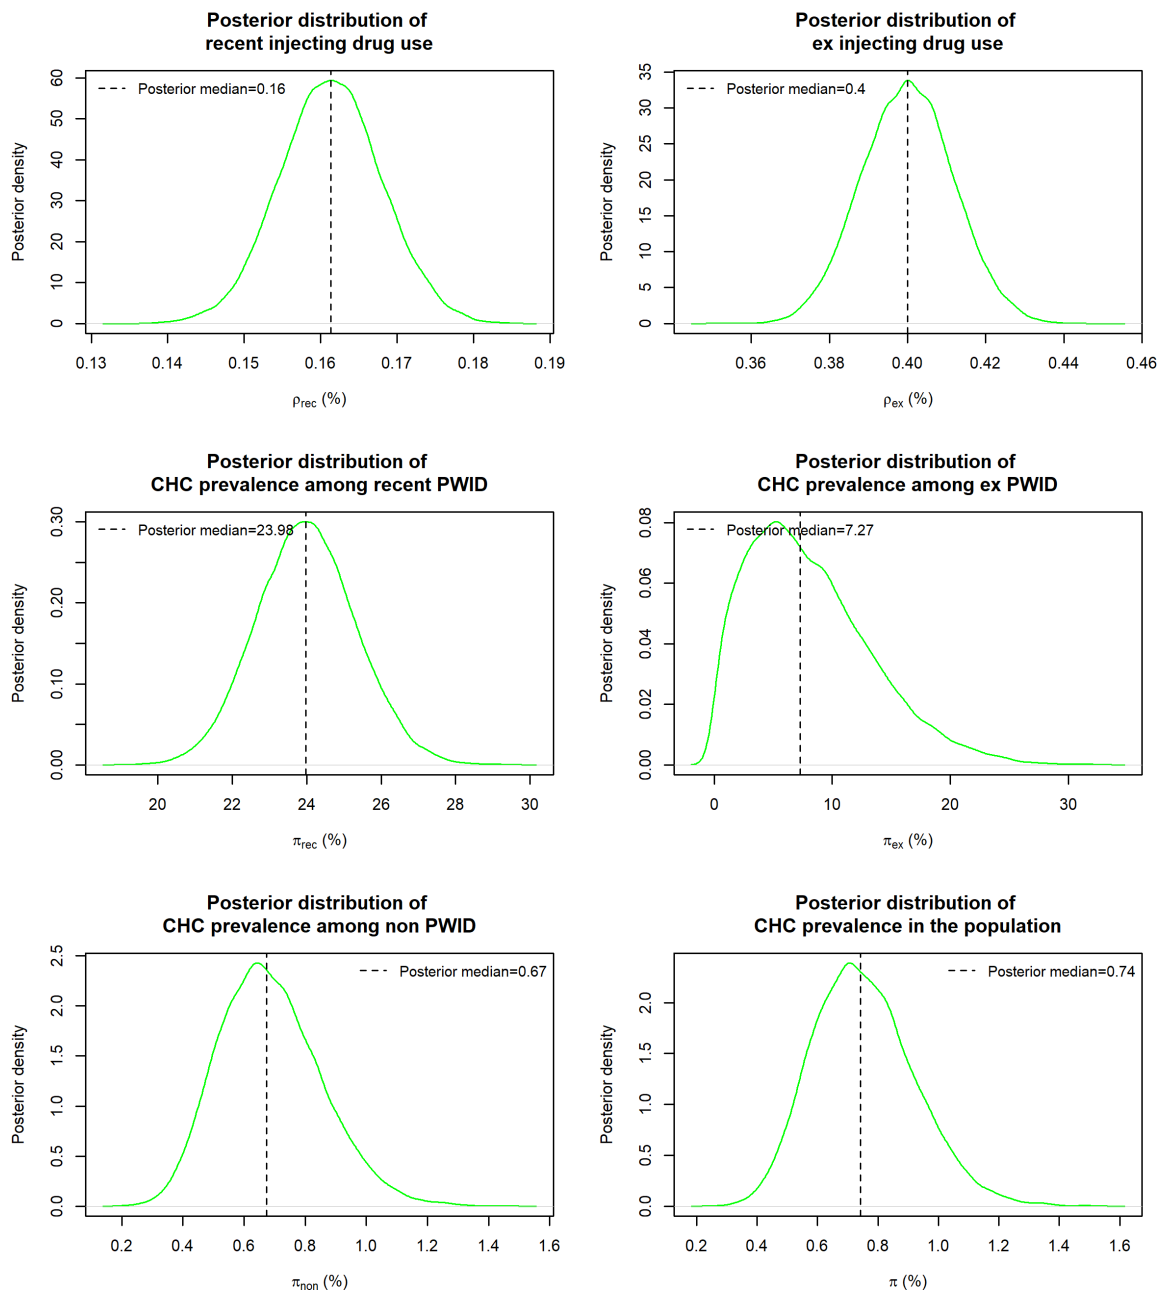 Posterior distribution of
recent injecting drug use
Posterior median=0.16
Posterior density
0
10
20
30
40
50
60
0.13 0.14 0.15 0.16 0.17 0.18 0.19
ρrec (%)
Posterior distribution of
ex injecting drug use
Posterior median=0.4
Posterior density
0
5
10
15
20
25
30
35
0.36 0.38 0.40 0.42 0.44 0.46
ρex (%)
Posterior distribution of
CHC prevalence among recent PWID
Posterior median=23.98
Posterior density
0.00
0.10
0.20
0.30
20 22 24 26 28 30
πrec (%)
Posterior distribution of
CHC prevalence among ex PWID
Posterior median=7.27
Posterior density
0.00
0.02
0.04
0.06
0.08
0 10 20 30
πex (%)
Posterior distribution of
CHC prevalence among non PWID
Posterior median=0.67
Posterior density
0.0
0.5
1.0
1.5
2.0
2.5
0.2 0.4 0.6 0.8 1.0 1.2 1.4 1.6
πnon (%)
Posterior distribution of
CHC prevalence in the population
Posterior median=0.74
Posterior density
0.0
0.5
1.0
1.5
2.0
0.2 0.4 0.6 0.8 1.0 1.2 1.4 1.6
π (%)